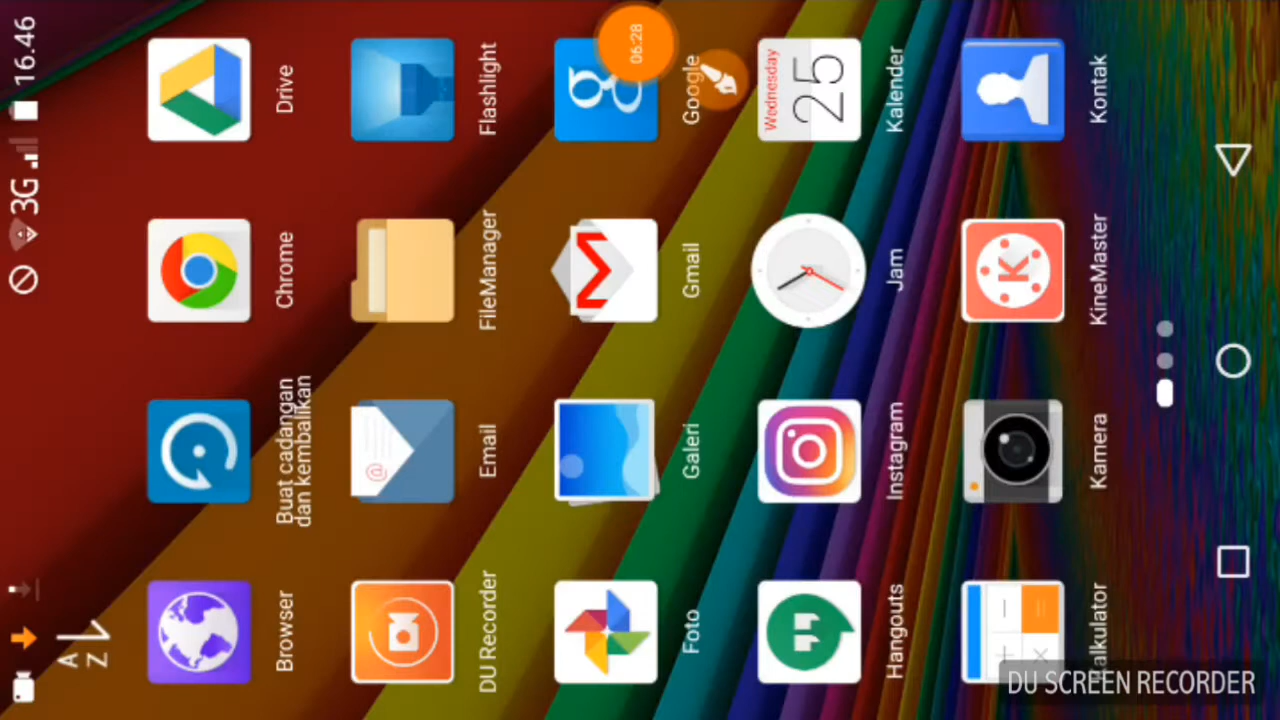 16.46
3G
A
Z
Browser
Buat cadangan
dan kembalikan
Chrome
Drive
DU Recorder
Email
@
FileManager
Flashlight
Foto
Galeri
Gmail
g
Google
06:28
Hangouts
Instagram
Jam
Wednesday
25
Kalender
Kalkulator
Kamera
K
KineMaster
Kontak
DU SCREEN RECORDER